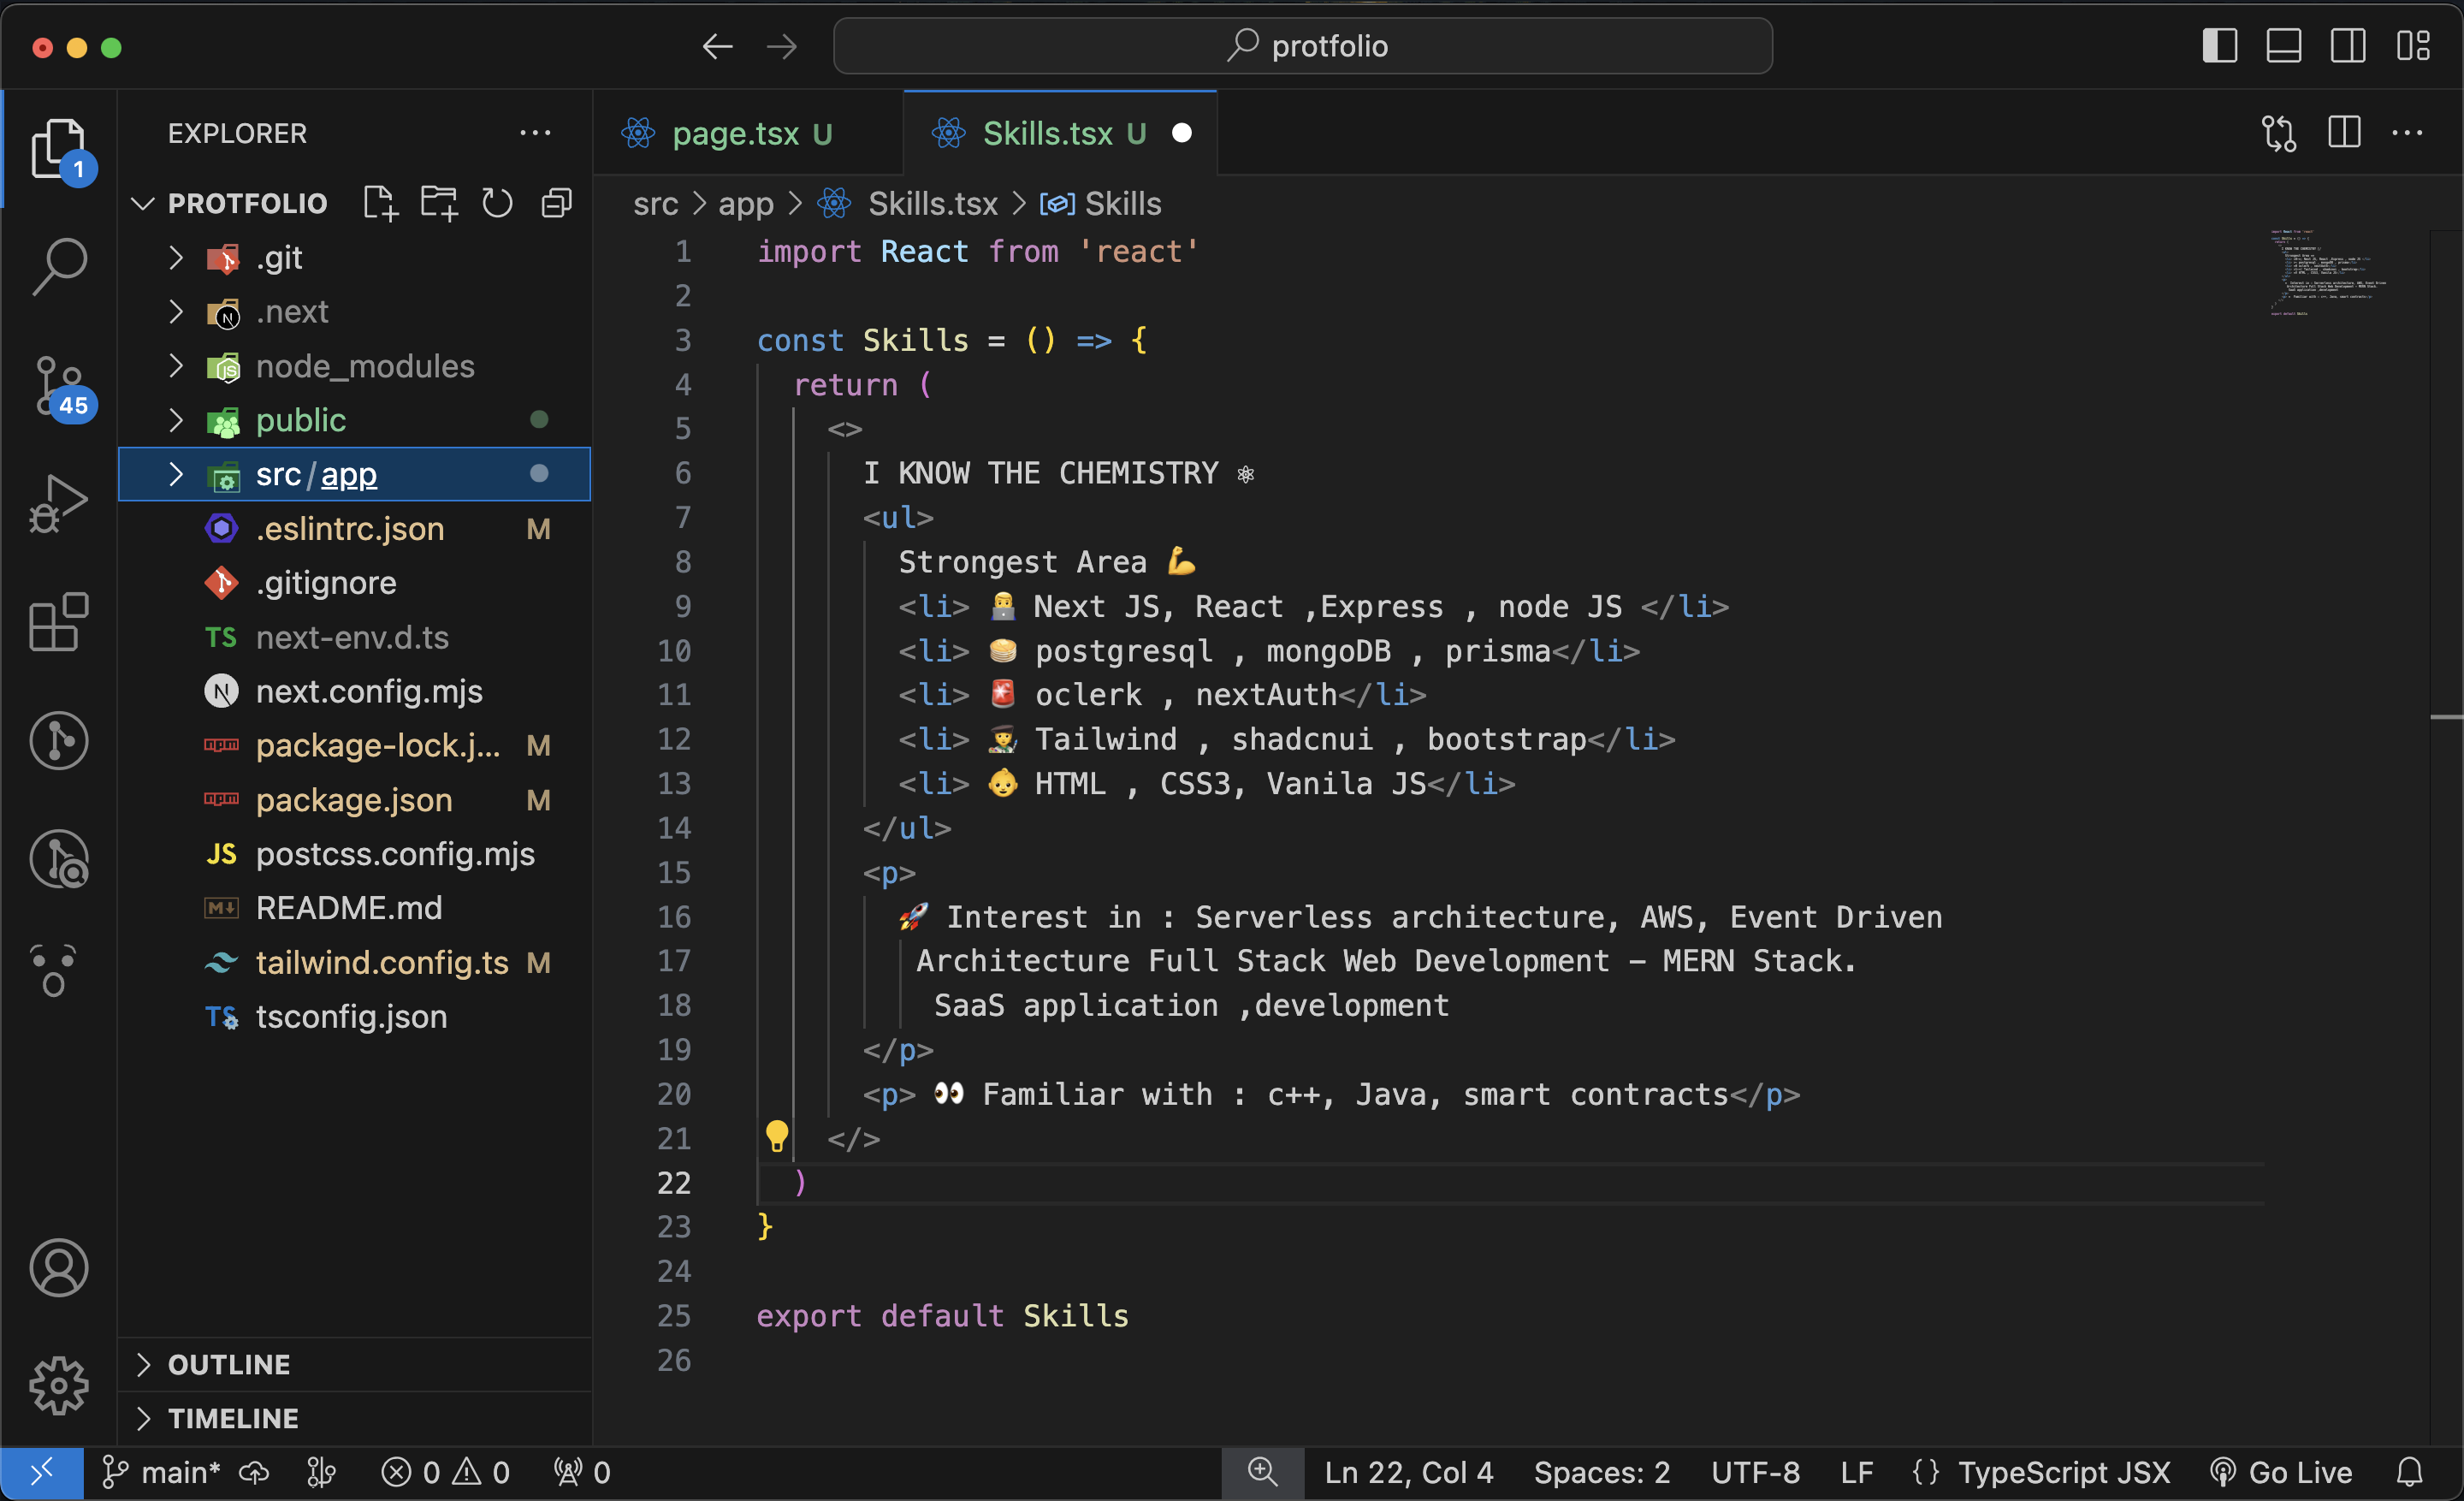 protfolio
EXPLORER
page.tsx U
Skills.tsx U
1
PROTFOLIO
src > app > Skills.tsx > Skills
.git
.next
node_modules
45
public
src/app
.eslintrc.json M
.gitignore
TS next-env.d.ts
N next.config.mjs
npm package-lock.j... M
npm package.json M
JS postcss.config.mjs
M↓ README.md
tailwind.config.ts M
TS tsconfig.json
OUTLINE
TIMELINE
1 import React from 'react'
2
3 const Skills = () => {
4 return (
5 <>
6 I KNOW THE CHEMISTRY ⚛
7 <ul>
8 Strongest Area 💪
9 <li> 👨‍💻 Next JS, React ,Express , node JS </li>
10 <li> 🥞 postgresql , mongoDB , prisma</li>
11 <li> 🚨 oclerk , nextAuth</li>
12 <li> 👨‍🎨 Tailwind , shadcnui , bootstrap</li>
13 <li> 👶 HTML , CSS3, Vanila JS</li>
14 </ul>
15 <p>
16 🚀 Interest in : Serverless architecture, AWS, Event Driven
17 Architecture Full Stack Web Development – MERN Stack.
18 SaaS application ,development
19 </p>
20 <p> 👀 Familiar with : c++, Java, smart contracts</p>
21 </>
22 )
23 }
24
25 export default Skills
26
main* 0 0 0 Ln 22, Col 4 Spaces: 2 UTF-8 LF {} TypeScript JSX Go Live